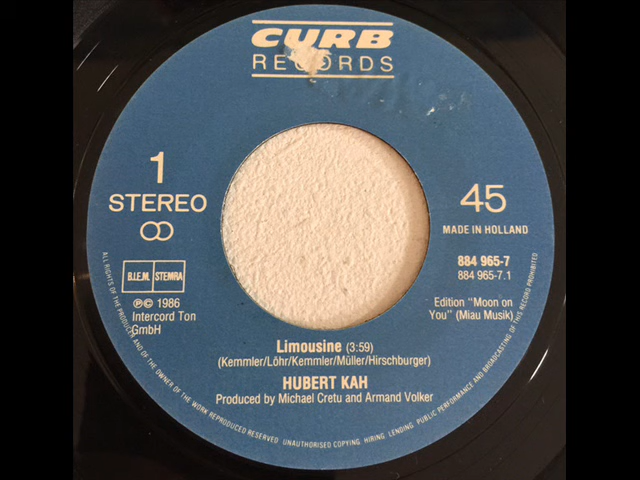 CURB
RECORDS
1
STEREO
45
MADE IN HOLLAND
884 965-7
884 965-7.1
B.I.E.M. STEMRA
℗© 1986
Intercord Ton
GmbH
Edition "Moon on
You" (Miau Musik)
Limousine (3:59)
(Kemmler/Löhr/Kemmler/Müller/Hirschburger)
HUBERT KAH
Produced by Michael Cretu and Armand Volker
ALL RIGHTS OF THE PRODUCER AND OF THE OWNER OF THE WORK REPRODUCED RESERVED UNAUTHORISED COPYING HIRING LENDING PUBLIC PERFORMANCE AND BROADCASTING OF THIS RECORD PROHIBITED